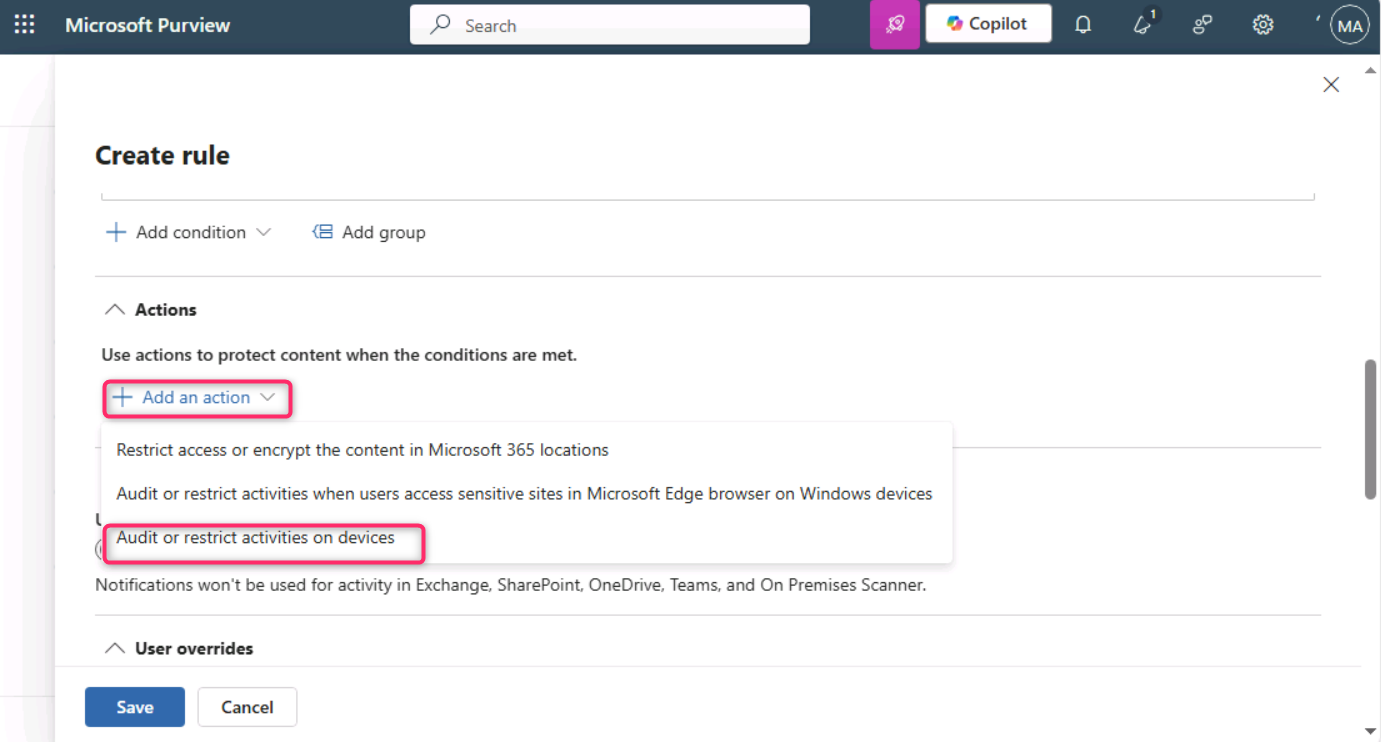 Microsoft Purview
Search
Copilot
1
MA
Create rule
Add condition
Add group
Actions
Use actions to protect content when the conditions are met.
Add an action
Restrict access or encrypt the content in Microsoft 365 locations
Audit or restrict activities when users access sensitive sites in Microsoft Edge browser on Windows devices
Audit or restrict activities on devices
Notifications won't be used for activity in Exchange, SharePoint, OneDrive, Teams, and On Premises Scanner.
User overrides
Save
Cancel